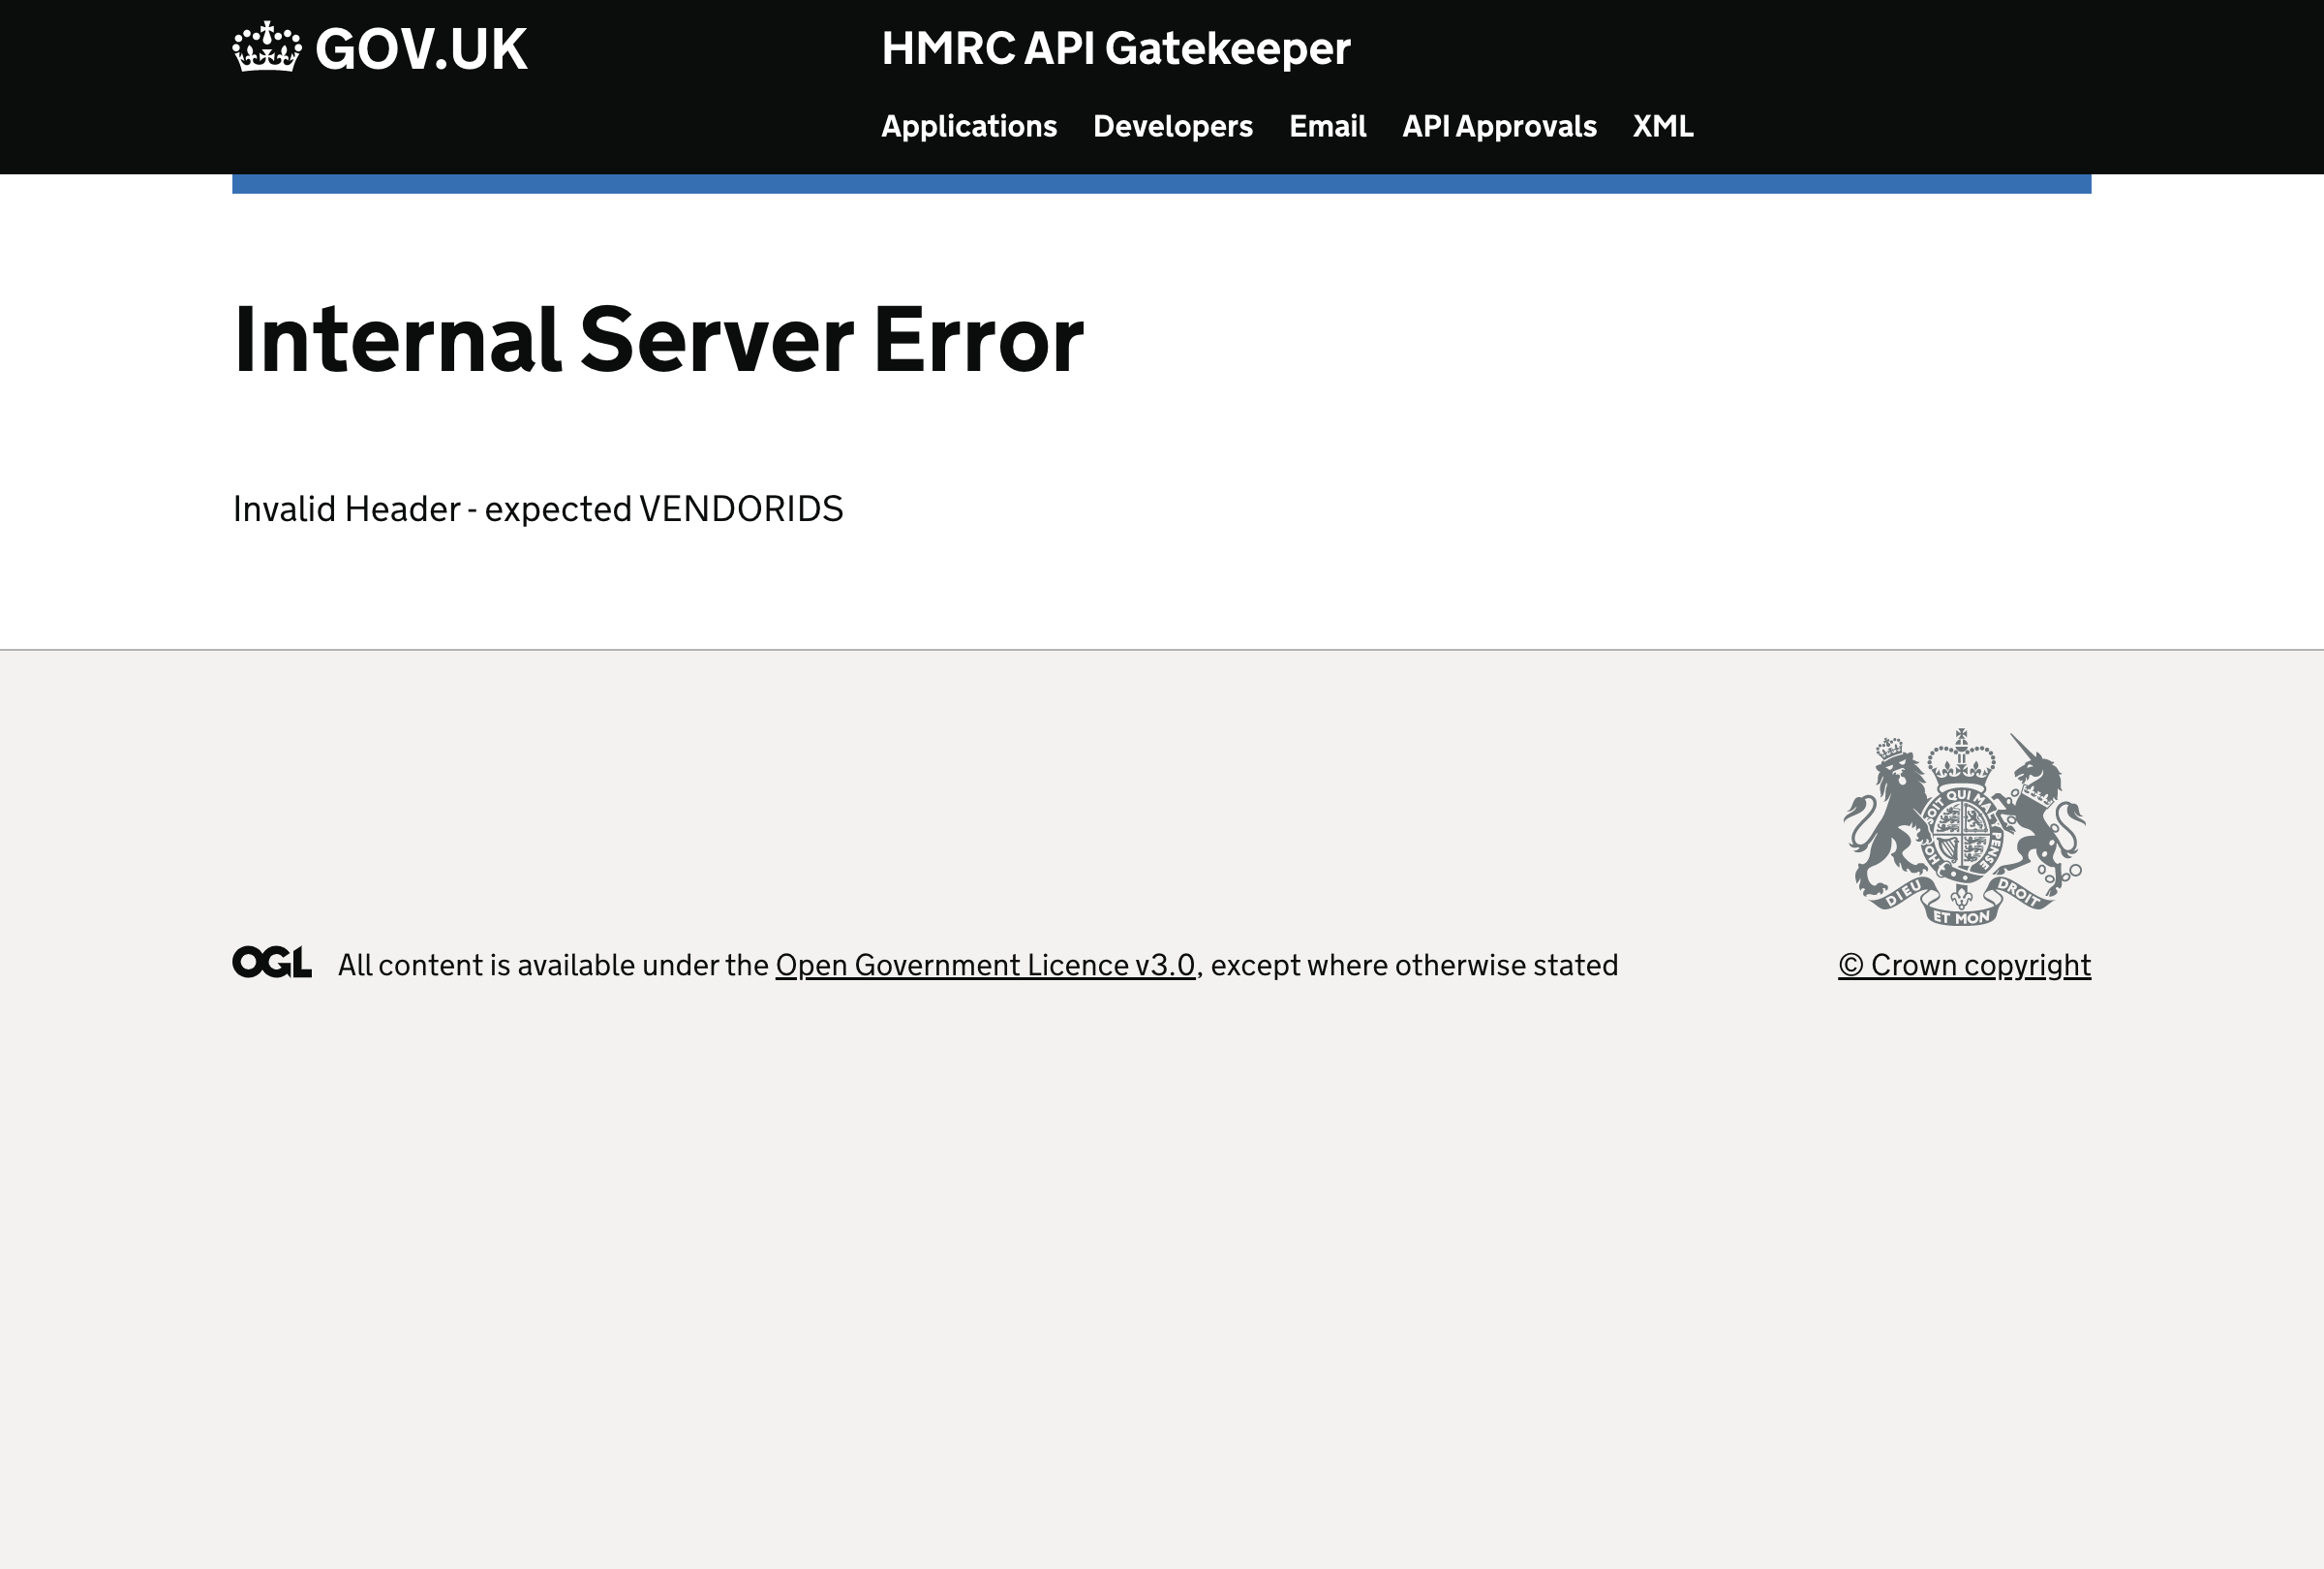 GOV.UK
HMRC API Gatekeeper
Applications Developers Email API Approvals XML
Internal Server Error
Invalid Header - expected VENDORIDS
HONI SOIT QUI MAL Y PENSE
DIEU ET MON DROIT
OGL All content is available under the Open Government Licence v3.0, except where otherwise stated
© Crown copyright